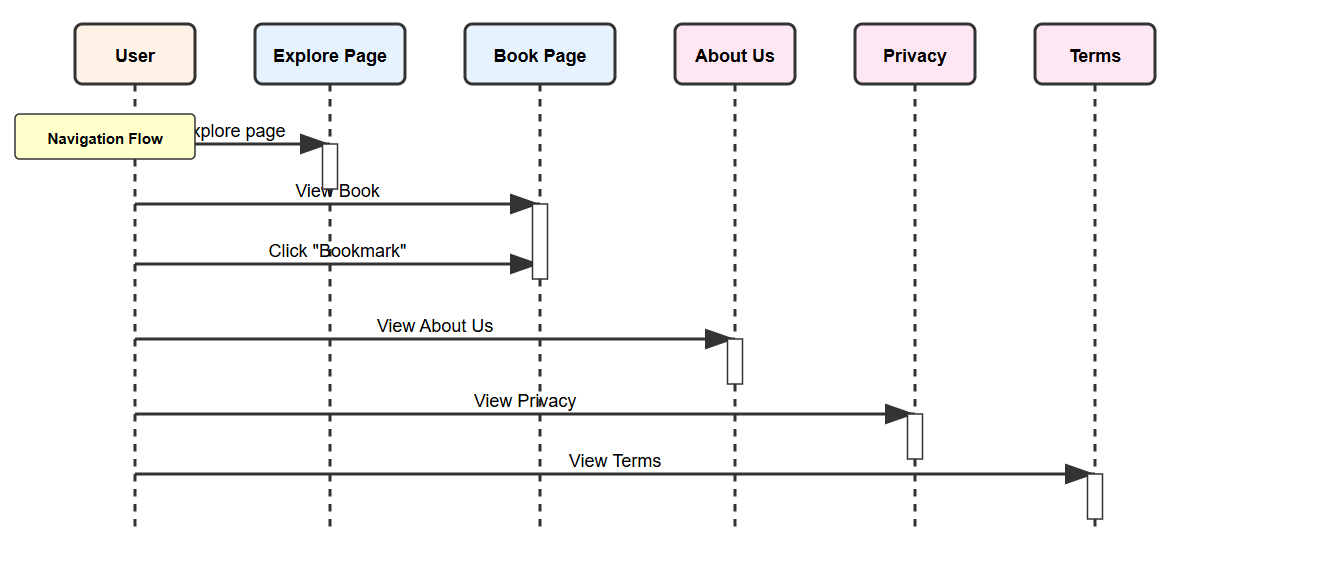 User
Explore Page
Book Page
About Us
Privacy
Terms
Navigation Flow
xplore page
View Book
Click "Bookmark"
View About Us
View Privacy
View Terms